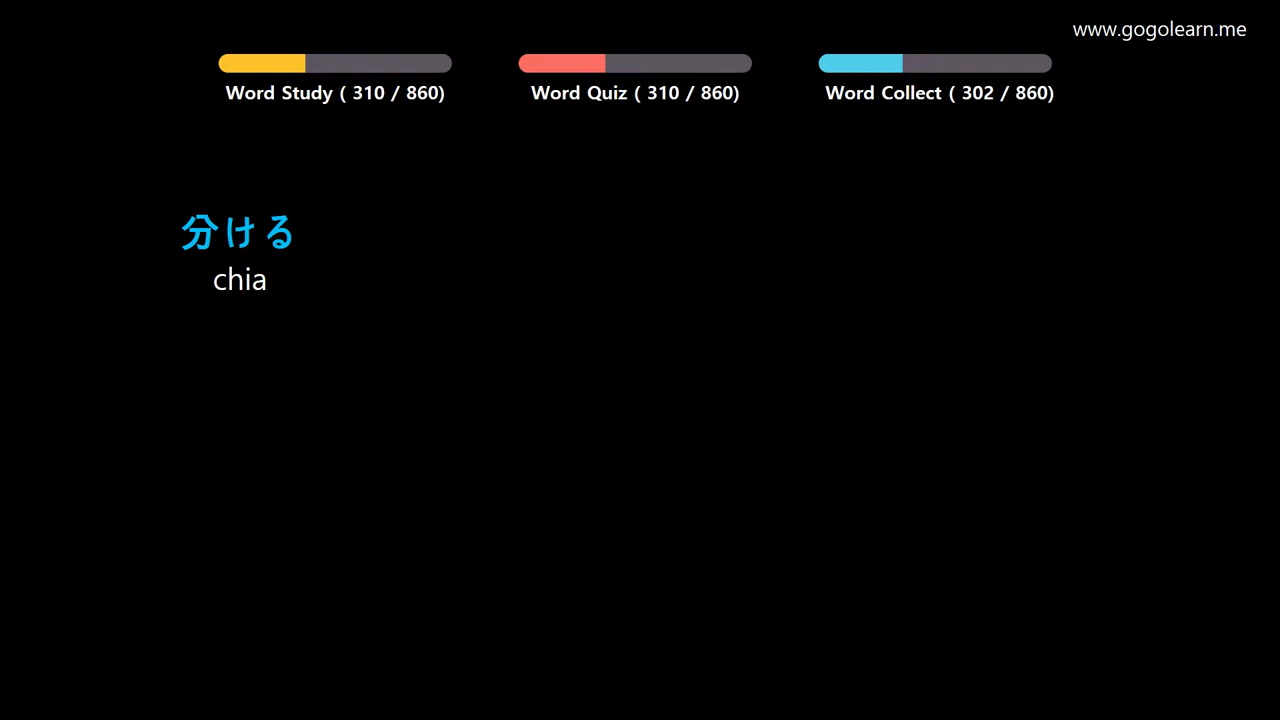 www.gogolearn.me
Word Study ( 310 / 860)
Word Quiz ( 310 / 860)
Word Collect ( 302 / 860)
分ける
chia